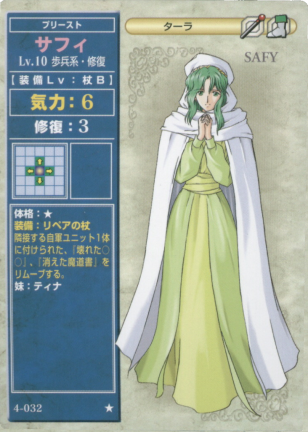 プリースト
サフィ
Lv.10 歩兵系・修復
【装備Lv：杖B】
気力：6
修復：3
体格：★
装備：リペアの杖
隣接する自軍ユニット1体
に付けられた、「壊れた○
○」、「消えた魔道書」を
リムーブする。
妹：ティナ
4-032 ★
ターラ
SAFY